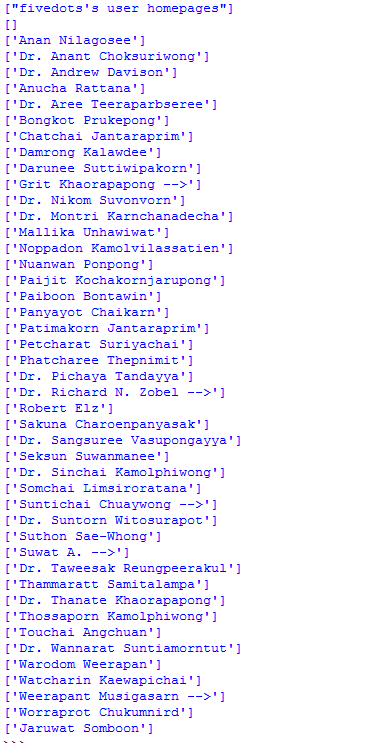 ["fivedots's user homepages"]
[]
['Anan Nilagosee']
['Dr. Anant Choksuriwong']
['Dr. Andrew Davison']
['Anucha Rattana']
['Dr. Aree Teeraparbseree']
['Bongkot Prukepong']
['Chatchai Jantaraprim']
['Damrong Kalawdee']
['Darunee Suttiwipakorn']
['Grit Khaorapapong -->']
['Dr. Nikom Suvonvorn']
['Dr. Montri Karnchanadecha']
['Mallika Unhawiwat']
['Noppadon Kamolvilassatien']
['Nuanwan Ponpong']
['Paijit Kochakornjarupong']
['Paiboon Bontawin']
['Panyayot Chaikarn']
['Patimakorn Jantaraprim']
['Petcharat Suriyachai']
['Phatcharee Thepnimit']
['Dr. Pichaya Tandayya']
['Dr. Richard N. Zobel -->']
['Robert Elz']
['Sakuna Charoenpanyasak']
['Dr. Sangsuree Vasupongayya']
['Seksun Suwanmanee']
['Dr. Sinchai Kamolphiwong']
['Somchai Limsiroratana']
['Suntichai Chuaywong -->']
['Dr. Suntorn Witosurapot']
['Suthon Sae-Whong']
['Suwat A. -->']
['Dr. Taweesak Reungpeerakul']
['Thammaratt Samitalampa']
['Dr. Thanate Khaorapapong']
['Thossaporn Kamolphiwong']
['Touchai Angchuan']
['Dr. Wannarat Suntiamorntut']
['Warodom Weerapan']
['Watcharin Kaewapichai']
['Weerapant Musigasarn -->']
['Worraprot Chukumnird']
['Jaruwat Somboon']
>>>